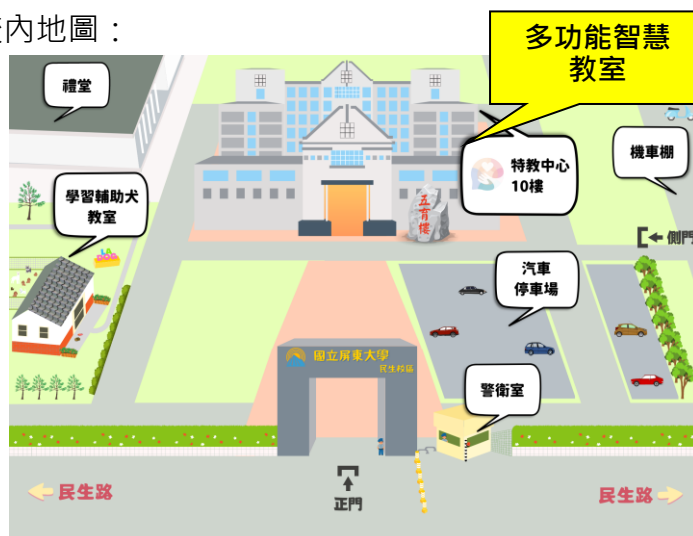 內地圖：
多功能智慧
教室
禮堂
特教中心
10樓
機車棚
學習輔助犬
教室
五育樓
側門
汽車
停車場
國立屏東大學
民生校區
警衛室
民生路
正門
民生路